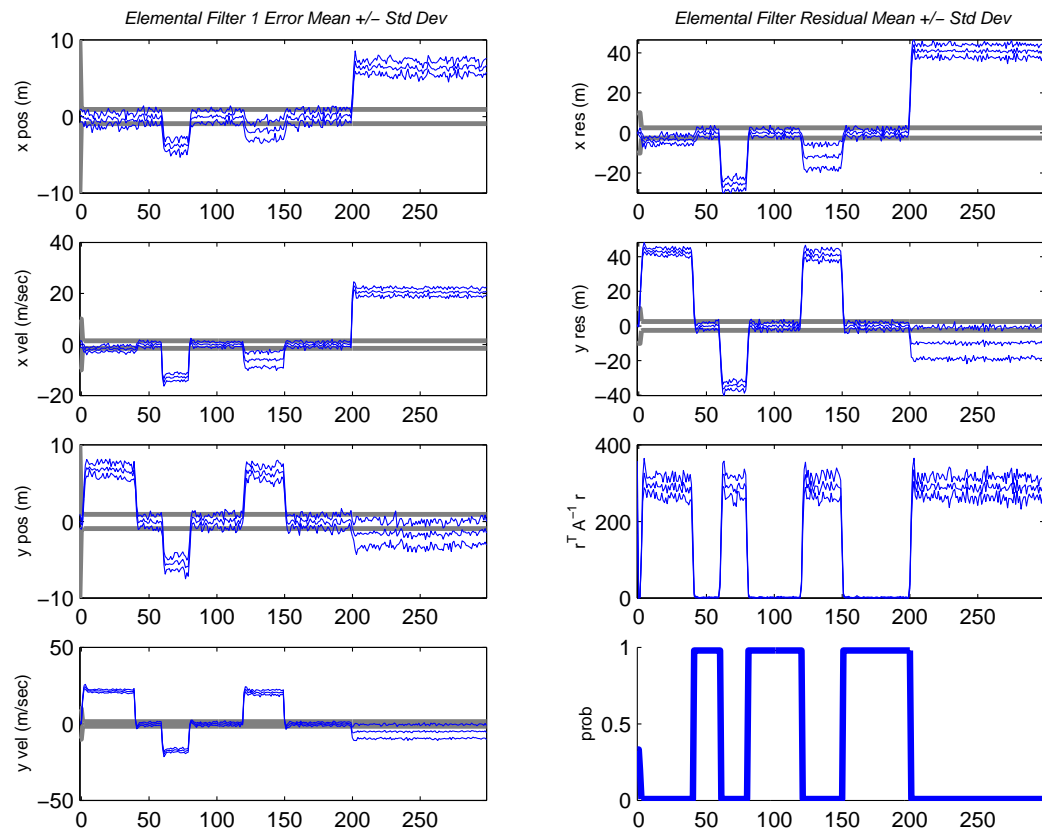 Elemental Filter 1 Error Mean +/− Std Dev
10
0
−10
x pos (m)
0 50 100 150 200 250
40
20
0
−20
x vel (m/sec)
0 50 100 150 200 250
10
0
−10
y pos (m)
0 50 100 150 200 250
50
0
−50
y vel (m/sec)
0 50 100 150 200 250
Elemental Filter Residual Mean +/− Std Dev
40
20
0
−20
x res (m)
0 50 100 150 200 250
40
20
0
−20
−40
y res (m)
0 50 100 150 200 250
400
200
0
r^T A^−1 r
0 50 100 150 200 250
1
0.5
0
prob
0 50 100 150 200 250